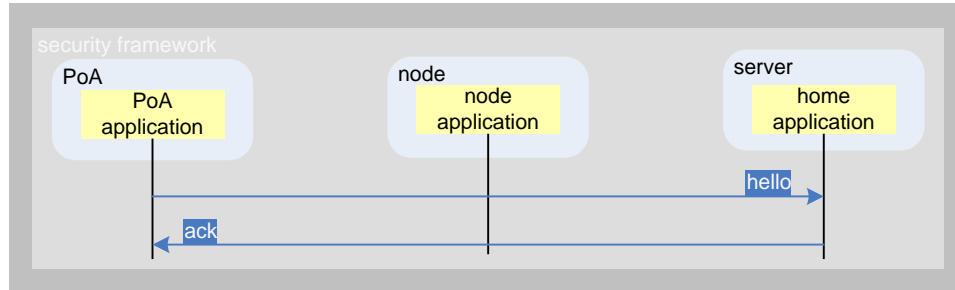 security framework
PoA
PoA
application
node
node
application
server
home
application
hello
ack